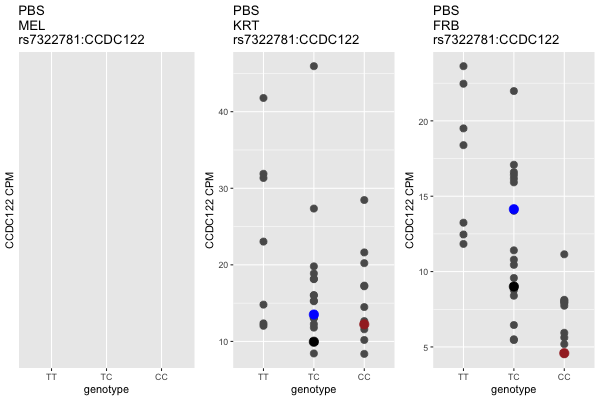 PBS
MEL
rs7322781:CCDC122
CCDC122 CPM
TT TC CC
genotype
PBS
KRT
rs7322781:CCDC122
CCDC122 CPM
40
30
20
10
TT TC CC
genotype
PBS
FRB
rs7322781:CCDC122
CCDC122 CPM
20
15
10
5
TT TC CC
genotype